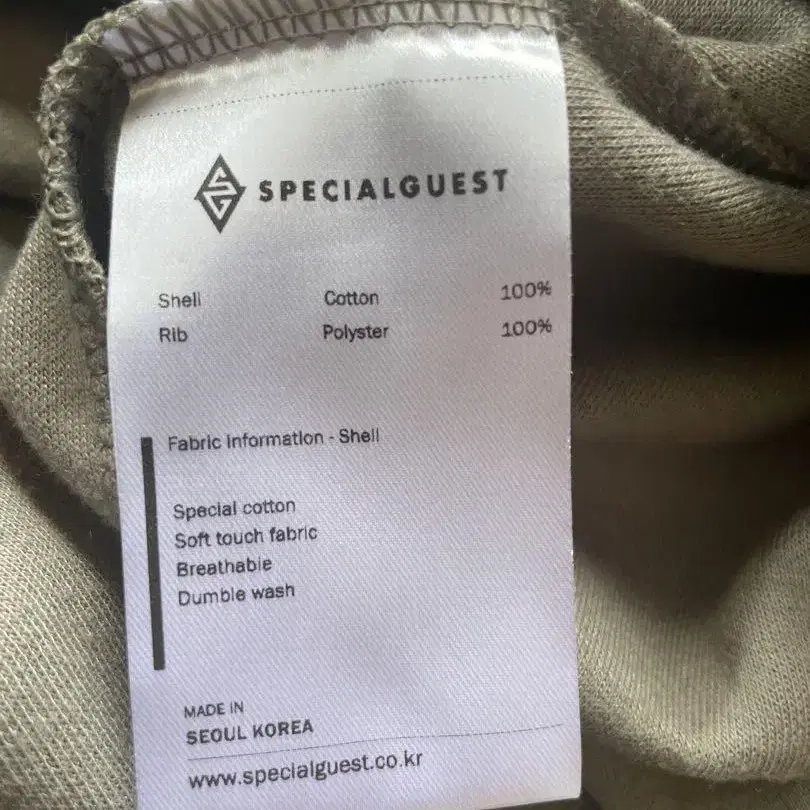 SPECIALGUEST
Shell Cotton 100%
Rib Polyster 100%
Fabric information - Shell
Special cotton
Soft touch fabric
Breathable
Dumble wash
MADE IN
SEOUL KOREA
www.specialguest.co.kr